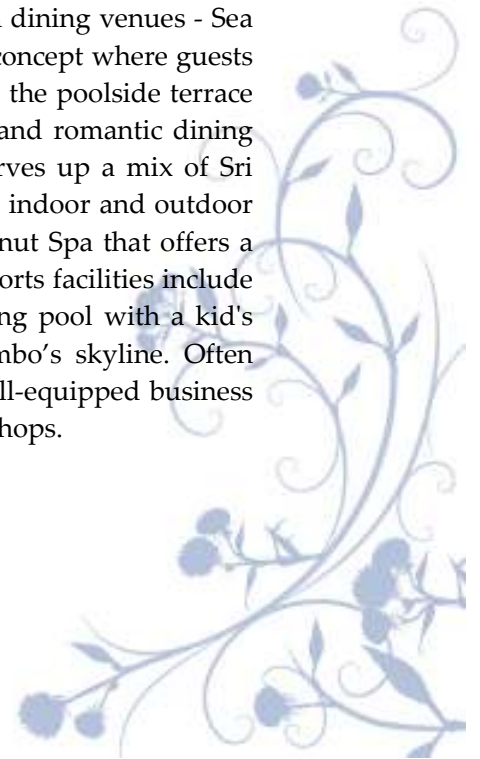 dining venues - Sea
concept where guests
the poolside terrace
and romantic dining
rves up a mix of Sri
indoor and outdoor
nut Spa that offers a
orts facilities include
ng pool with a kid's
mbo’s skyline. Often
ll-equipped business
hops.